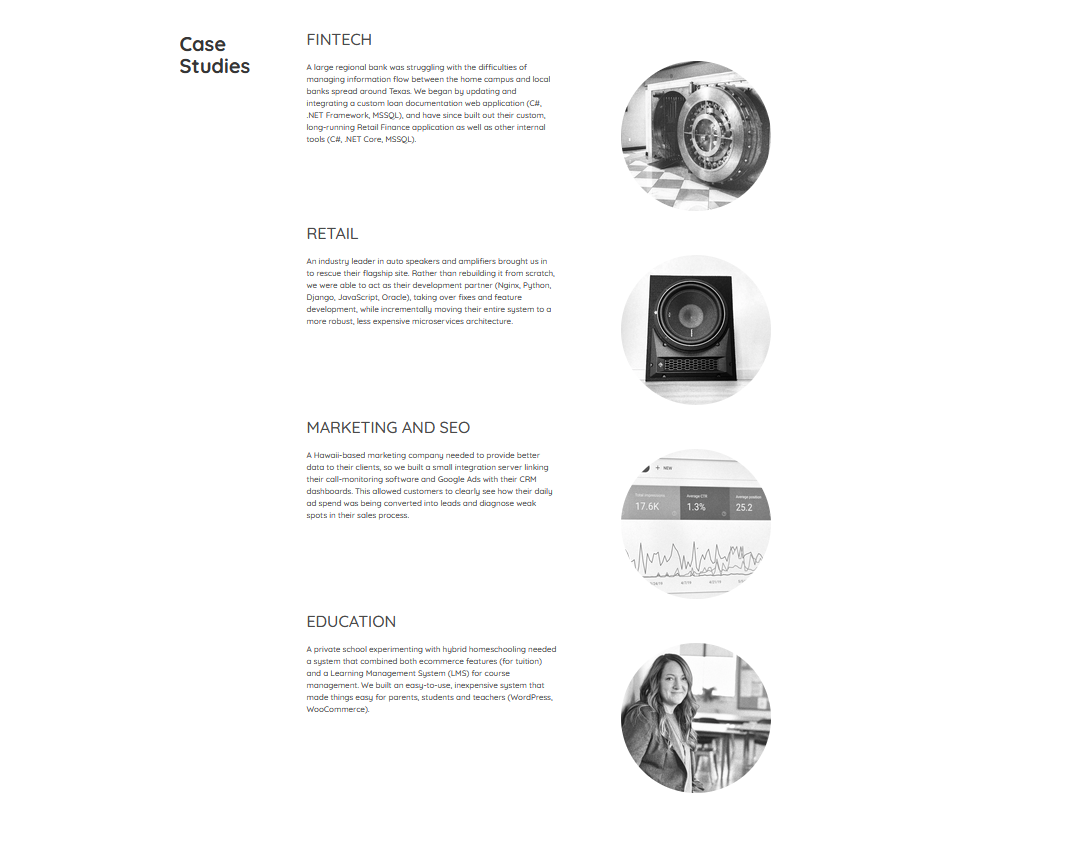 Case
Studies
FINTECH
A large regional bank was struggling with the difficulties of
managing information flow between the home campus and local
banks spread around Texas. We began by updating and
integrating a custom loan documentation web application (C#,
.NET Framework, MSSQL), and have since built out their custom,
long-running Retail Finance application as well as other internal
tools (C#, .NET Core, MSSQL).
RETAIL
An industry leader in auto speakers and amplifiers brought us in
to rescue their flagship site. Rather than rebuilding it from scratch,
we were able to act as their development partner (Nginx, Python,
Django, JavaScript, Oracle), taking over fixes and feature
development, while incrementally moving their entire system to a
more robust, less expensive microservices architecture.
MARKETING AND SEO
A Hawaii-based marketing company needed to provide better
data to their clients, so we built a small integration server linking
their call-monitoring software and Google Ads with their CRM
dashboards. This allowed customers to clearly see how their daily
ad spend was being converted into leads and diagnose weak
spots in their sales process.
+ NEW
Total impressions Average CTR Average position
17.6K 1.3% 25.2
EDUCATION
A private school experimenting with hybrid homeschooling needed
a system that combined both ecommerce features (for tuition)
and a Learning Management System (LMS) for course
management. We built an easy-to-use, inexpensive system that
made things easy for parents, students and teachers (WordPress,
WooCommerce).